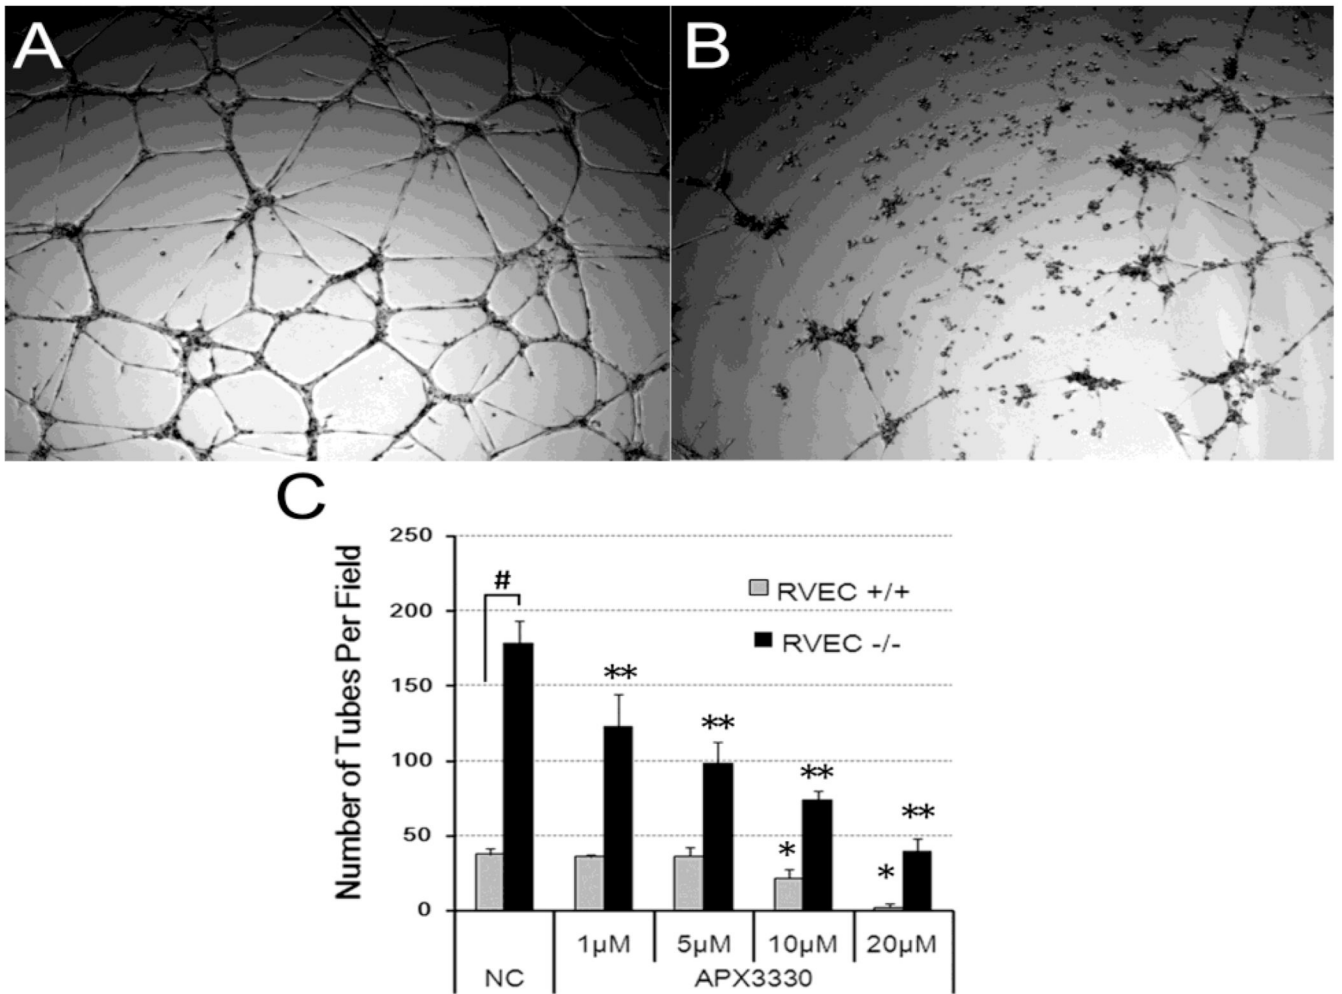 A
B
C
Number of Tubes Per Field
250
200
150
100
50
0
#
**
**
**
**
*
*
RVEC +/+
RVEC -/-
1µM
5µM
10µM
20µM
NC
APX3330